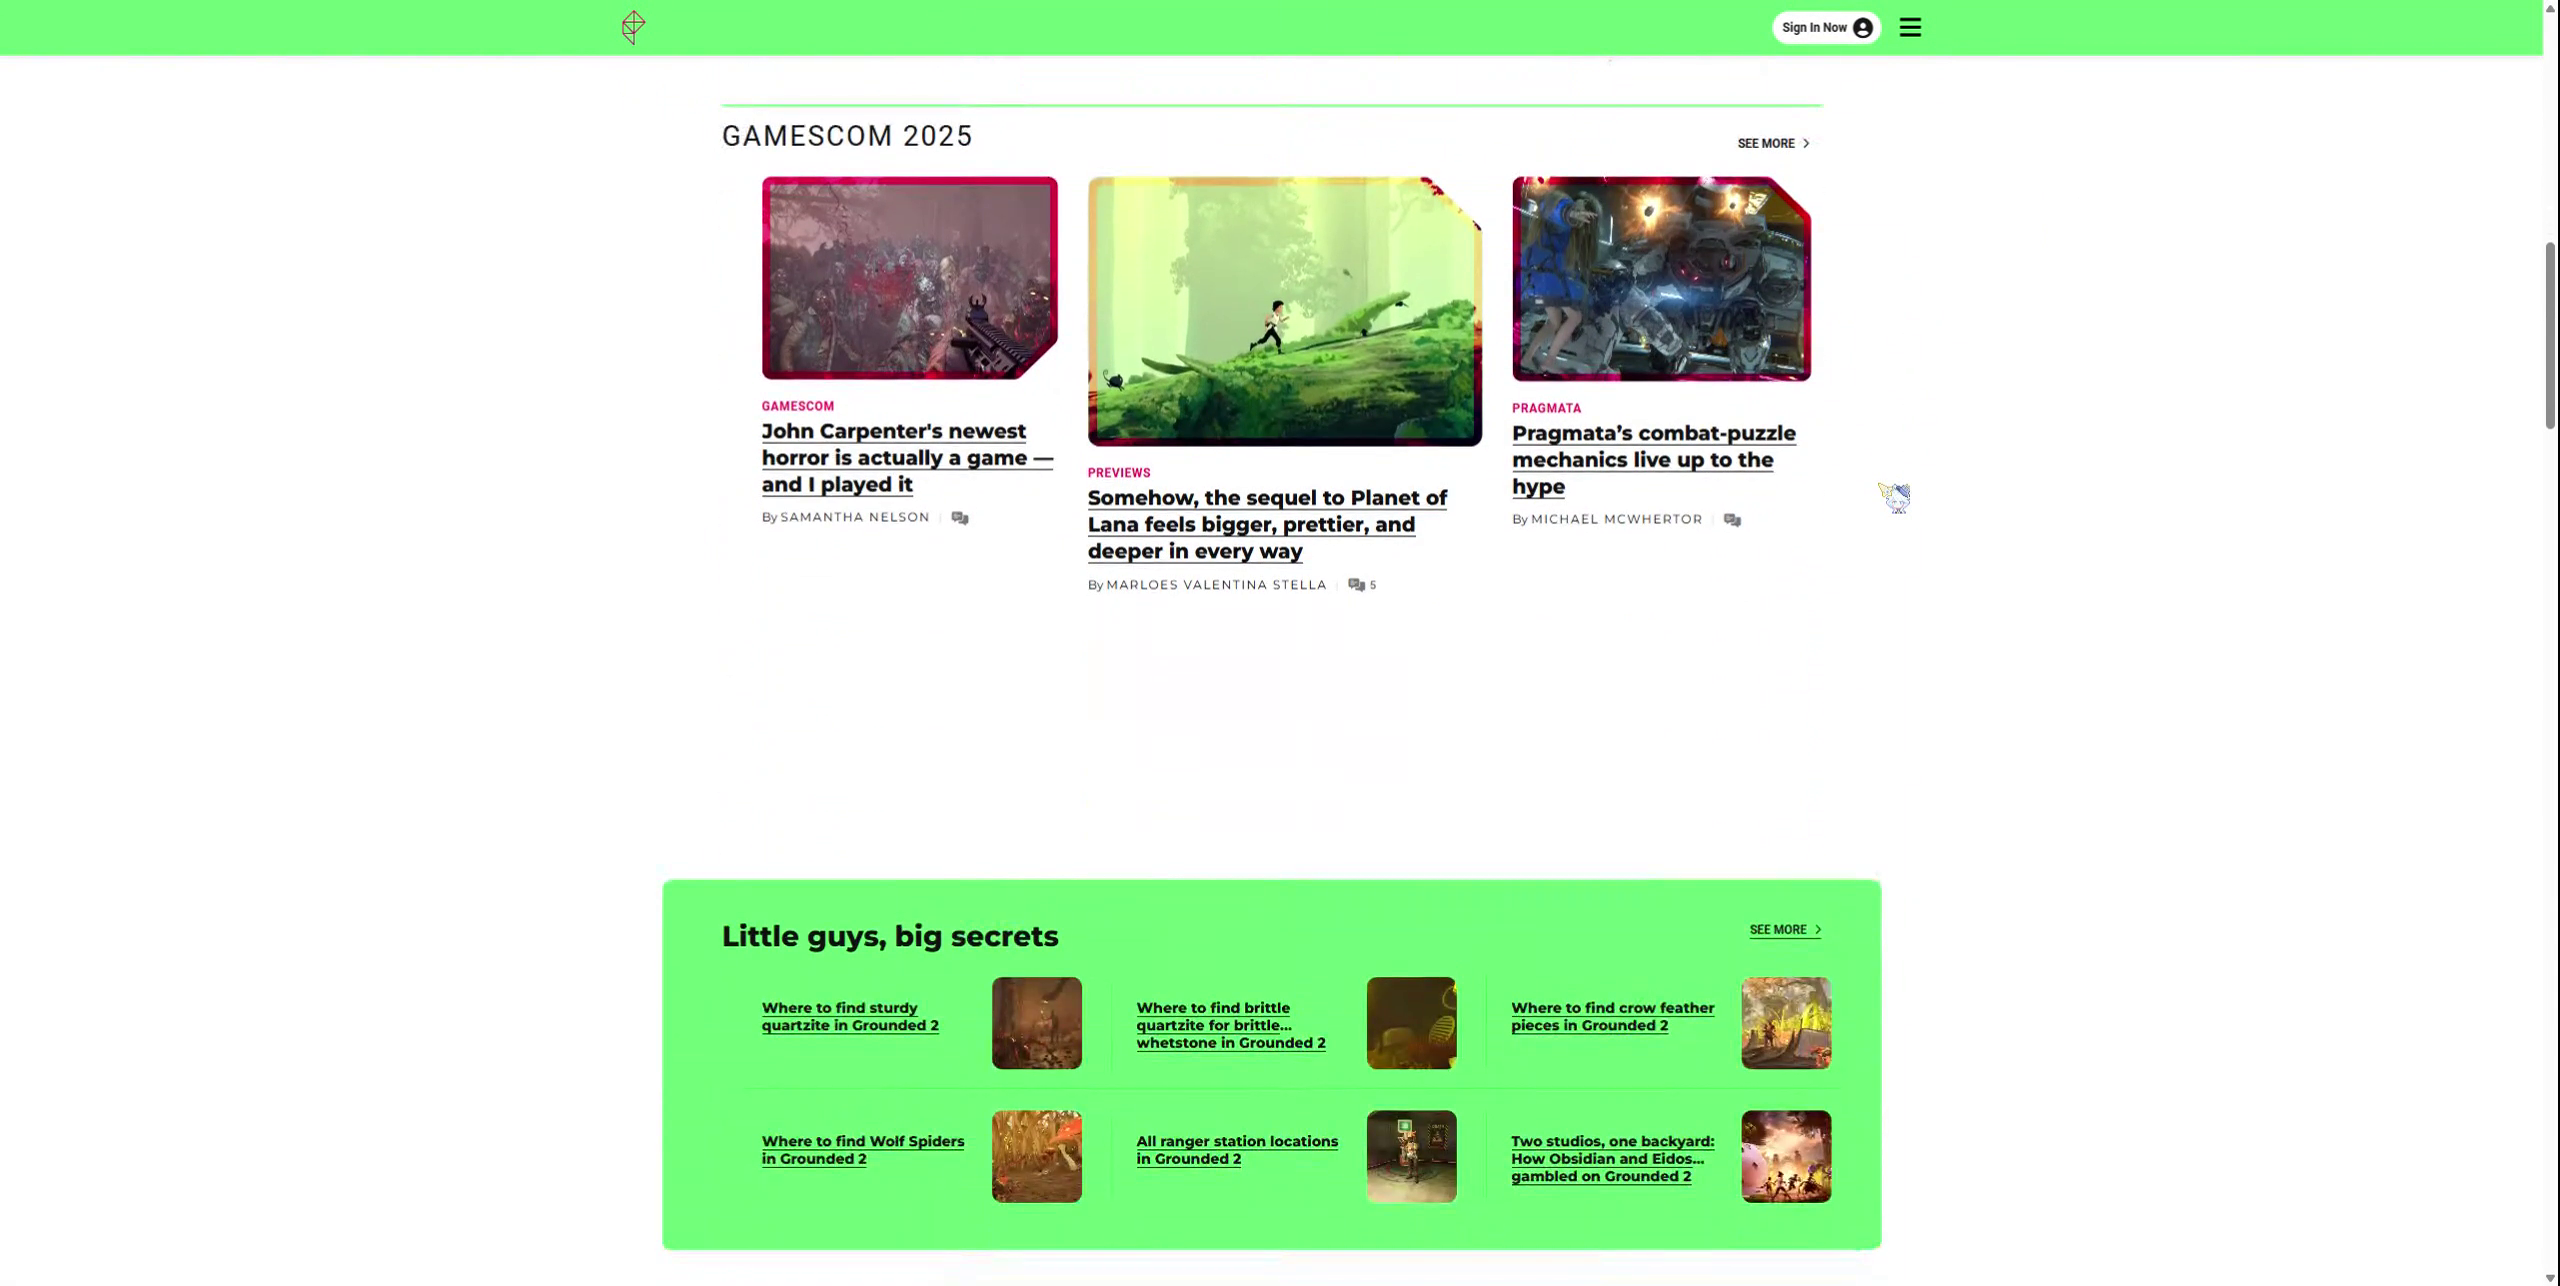 Sign In Now
GAMESCOM 2025
SEE MORE
GAMESCOM
John Carpenter's newest
horror is actually a game —
and I played it
By SAMANTHA NELSON
PREVIEWS
Somehow, the sequel to Planet of
Lana feels bigger, prettier, and
deeper in every way
By MARLOES VALENTINA STELLA 5
PRAGMATA
Pragmata’s combat-puzzle
mechanics live up to the
hype
By MICHAEL MCWHERTOR
Little guys, big secrets
SEE MORE
Where to find sturdy
quartzite in Grounded 2
Where to find brittle
quartzite for brittle...
whetstone in Grounded 2
Where to find crow feather
pieces in Grounded 2
Where to find Wolf Spiders
in Grounded 2
All ranger station locations
in Grounded 2
Two studios, one backyard:
How Obsidian and Eidos...
gambled on Grounded 2